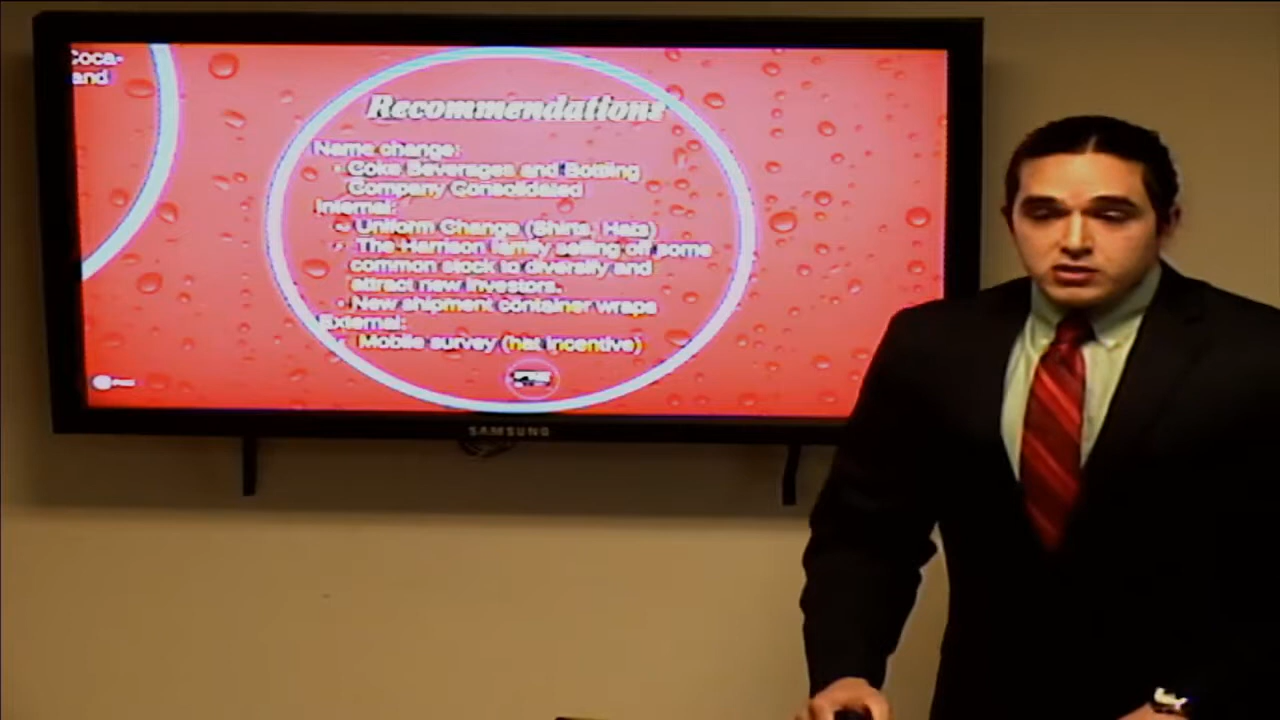 Coca-
and
Recommendations
Name change:
Coke Beverages and Bottling
Company Consolidated
Internal:
Uniform Change (Shirts, Hats)
The Harrison family selling off some
common stock to diversify and
attract new investors.
New shipment container wraps
External:
Mobile survey (hat incentive)
SAMSUNG